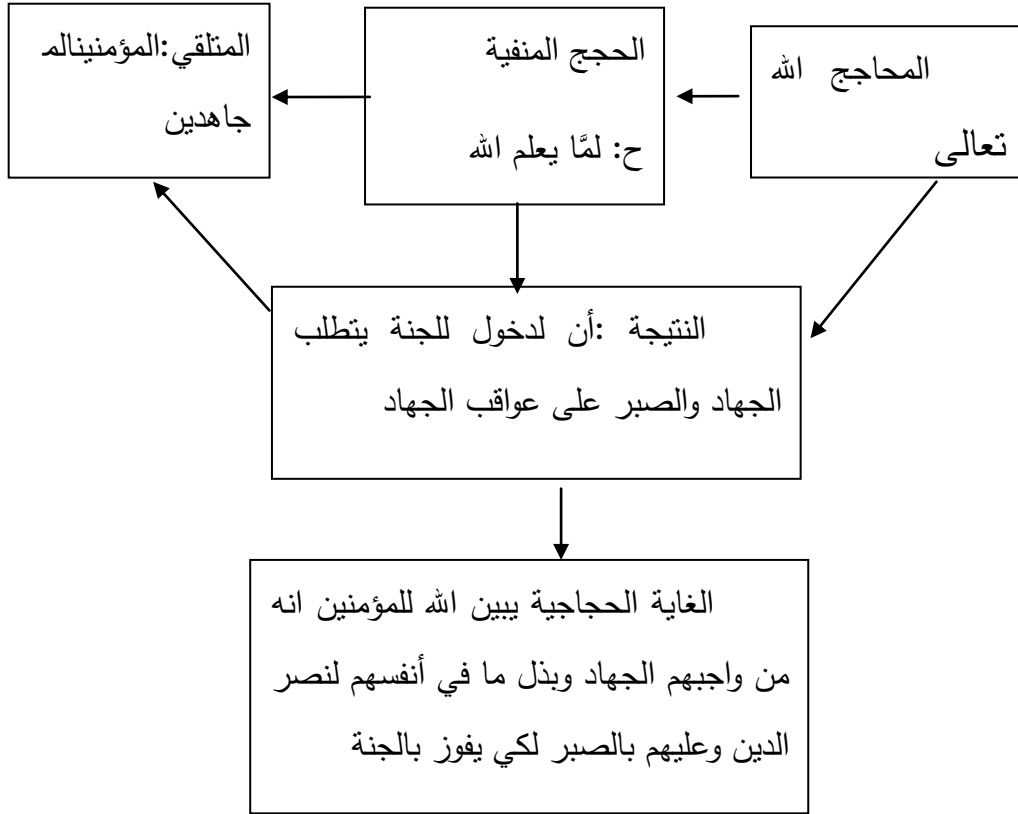 المحاجج الله
تعالى
الحجج المنفية
ح: لمَّا يعلم الله
المتلقي:المؤمنينالم
جاهدين
النتيجة :أن لدخول للجنة يتطلب
الجهاد والصبر على عواقب الجهاد
الغاية الحجاجية يبين الله للمؤمنين انه
من واجبهم الجهاد وبذل ما في أنفسهم لنصر
الدين وعليهم بالصبر لكي يفوز بالجنة